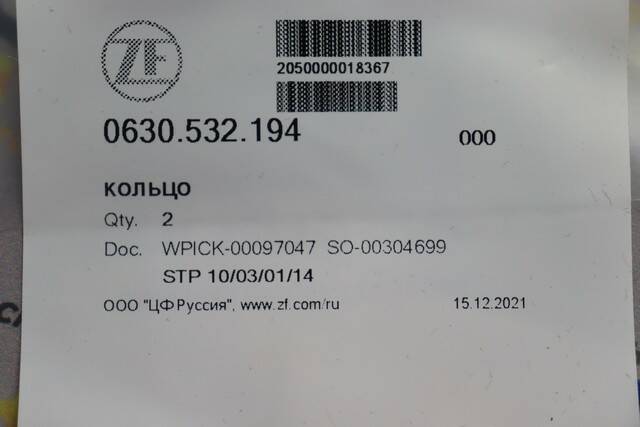 ZF
2050000018367
0630.532.194 000
КОЛЬЦО
Qty. 2
Doc. WPICK-00097047 SO-00304699
STP 10/03/01/14
ООО "ЦФ Руссия", www.zf.com/ru 15.12.2021